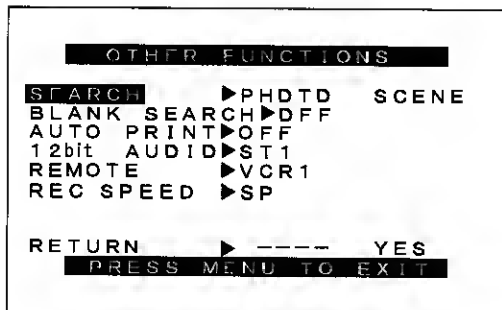 OTHER FUNCTIONS
SEARCH ▶PHOTO SCENE
BLANK SEARCH▶OFF
AUTO PRINT▶OFF
12bit AUDIO▶ST1
REMOTE ▶VCR1
REC SPEED ▶SP
RETURN ▶ ---- YES
PRESS MENU TO EXIT